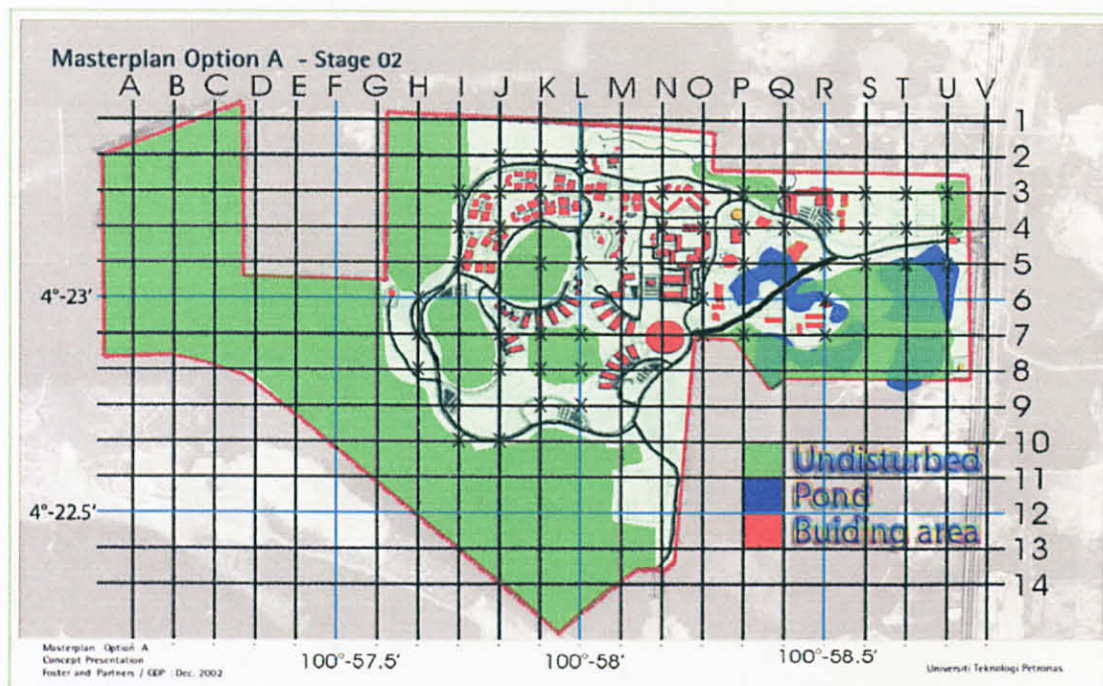 Masterplan Option A - Stage 02
A B C D E F G H I J K L M N O P Q R S T U V
1
2
3
4
5
4°-23' 6
7
8
9
10
Undisturbed 11
Pond
4°-22.5' 12
Buiding area 13
14
100°-57.5' 100°-58' 100°-58.5'
Masterplan Option A
Concept Presentation
Foster and Partners / GDP : Dec. 2002
Universiti Teknologi Petronas